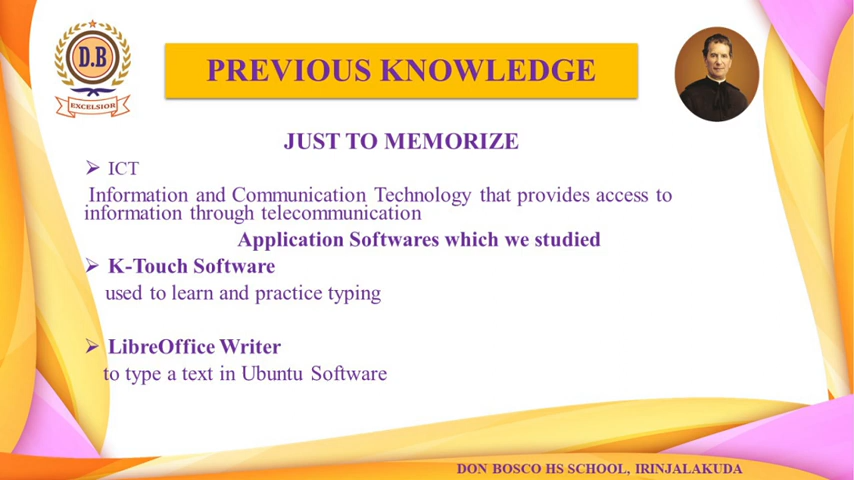 D.B
EXCELSIOR
PREVIOUS KNOWLEDGE
JUST TO MEMORIZE
➢ ICT
Information and Communication Technology that provides access to
information through telecommunication
Application Softwares which we studied
➢ K-Touch Software
used to learn and practice typing
➢ LibreOffice Writer
to type a text in Ubuntu Software
DON BOSCO HS SCHOOL, IRINJALAKUDA